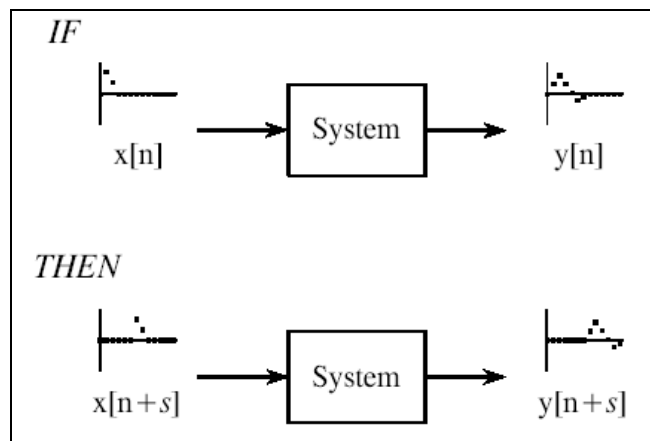 IF
System
x[n]
y[n]
THEN
System
x[n+s]
y[n+s]